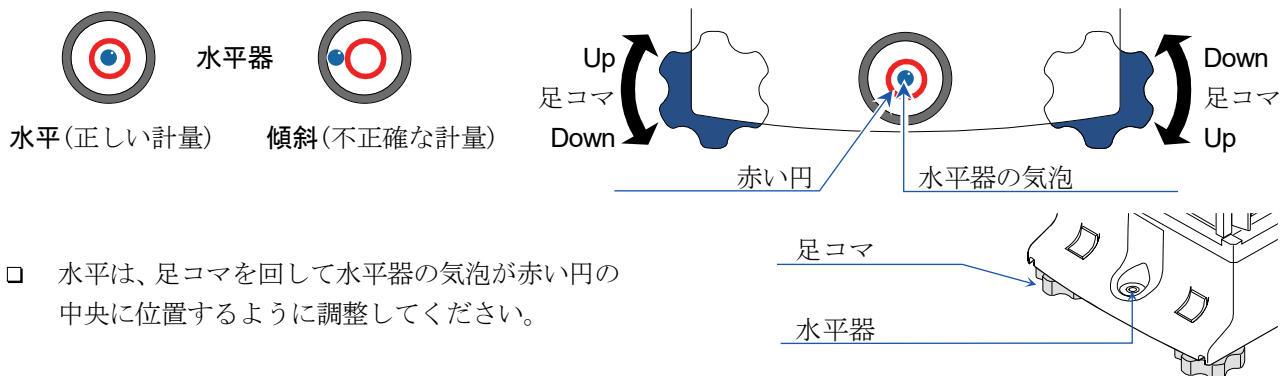 水平器
水平(正しい計量)
傾斜(不正確な計量)
Up
足コマ
Down
Down
足コマ
Up
赤い円
水平器の気泡
□ 水平は、足コマを回して水平器の気泡が赤い円の
中央に位置するように調整してください。
足コマ
水平器